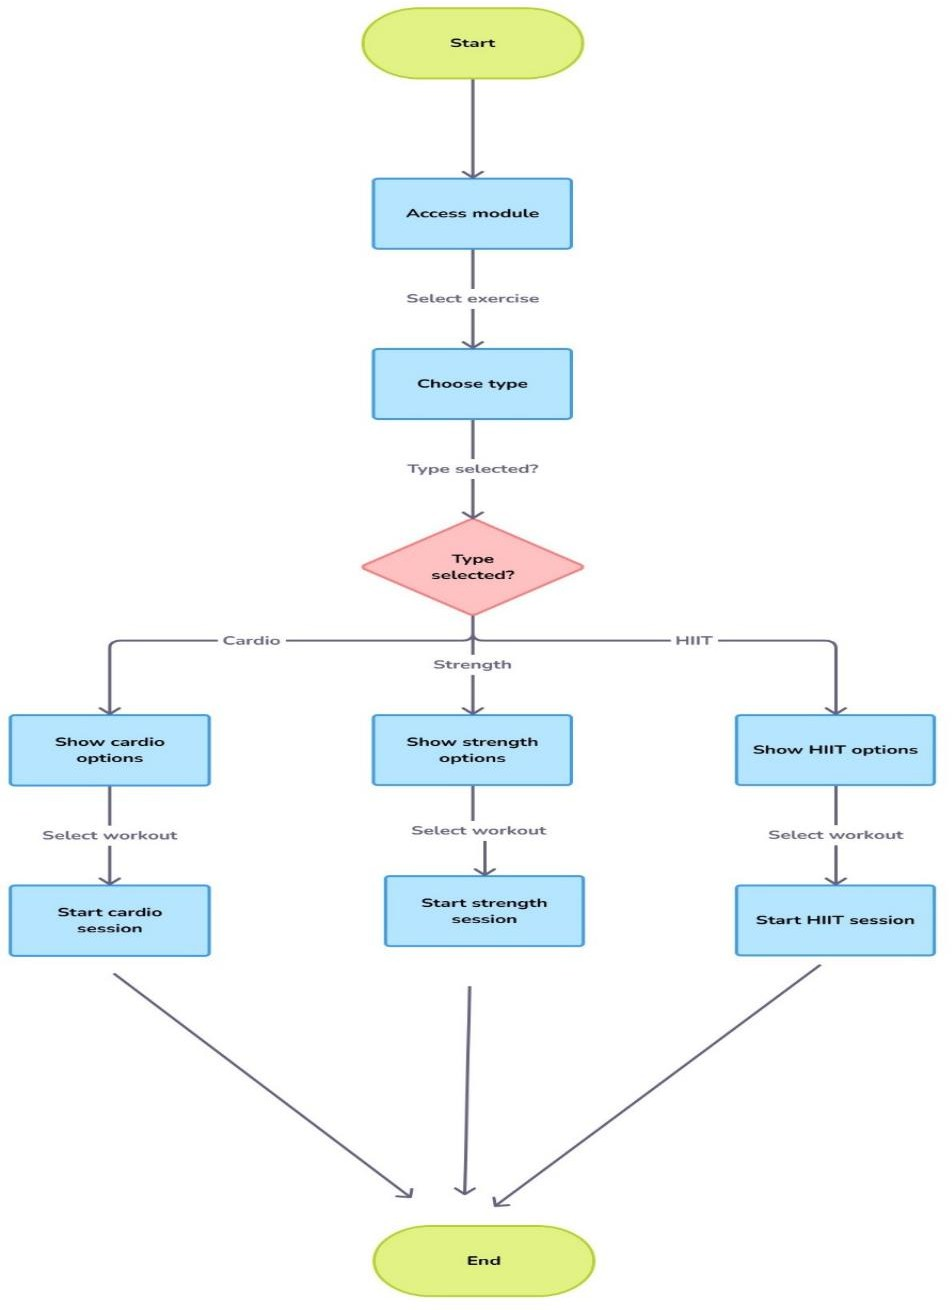 Start
Access module
Select exercise
Choose type
Type selected?
Type
selected?
Cardio
HIIT
Strength
Show cardio
options
Show strength
options
Show HIIT options
Select workout
Select workout
Select workout
Start cardio
session
Start strength
session
Start HIIT session
End